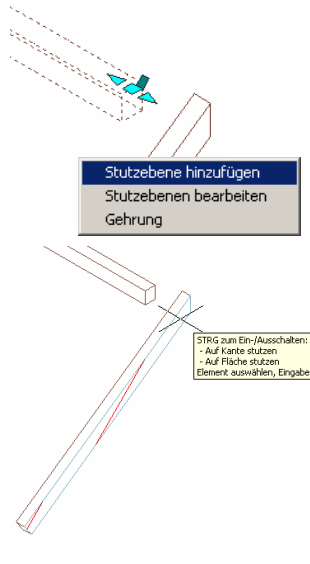 Stutzebene hinzufügen
Stutzebenen bearbeiten
Gehrung
STRG zum Ein-/Ausschalten:
- Auf Kante stutzen
- Auf Fläche stutzen
Element auswählen, Eingabe